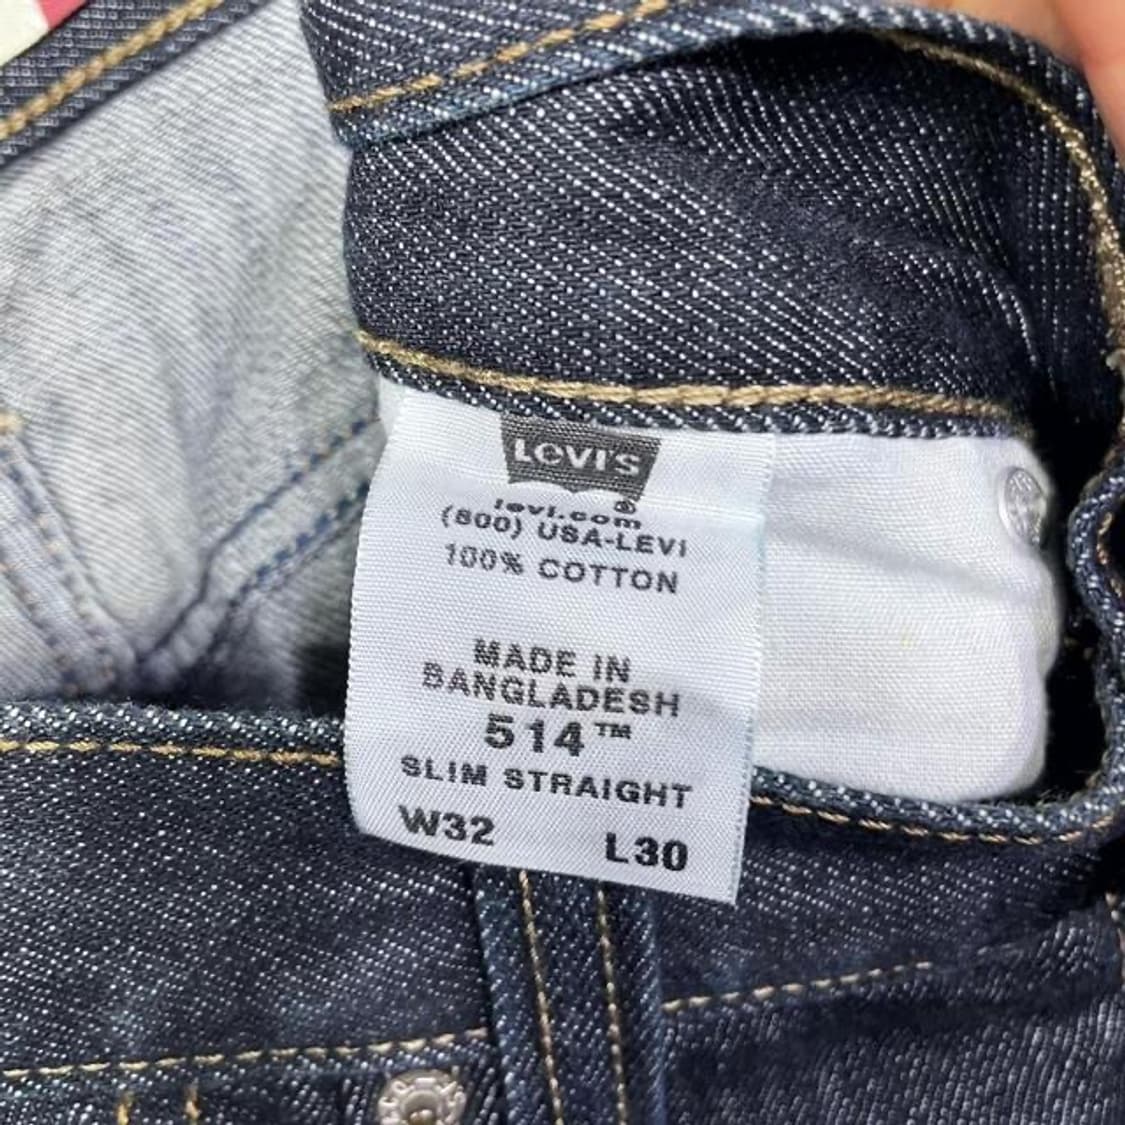 LEVI'S
®
levi.com
(800) USA-LEVI
100% COTTON
MADE IN
BANGLADESH
514™
SLIM STRAIGHT
W32 L30